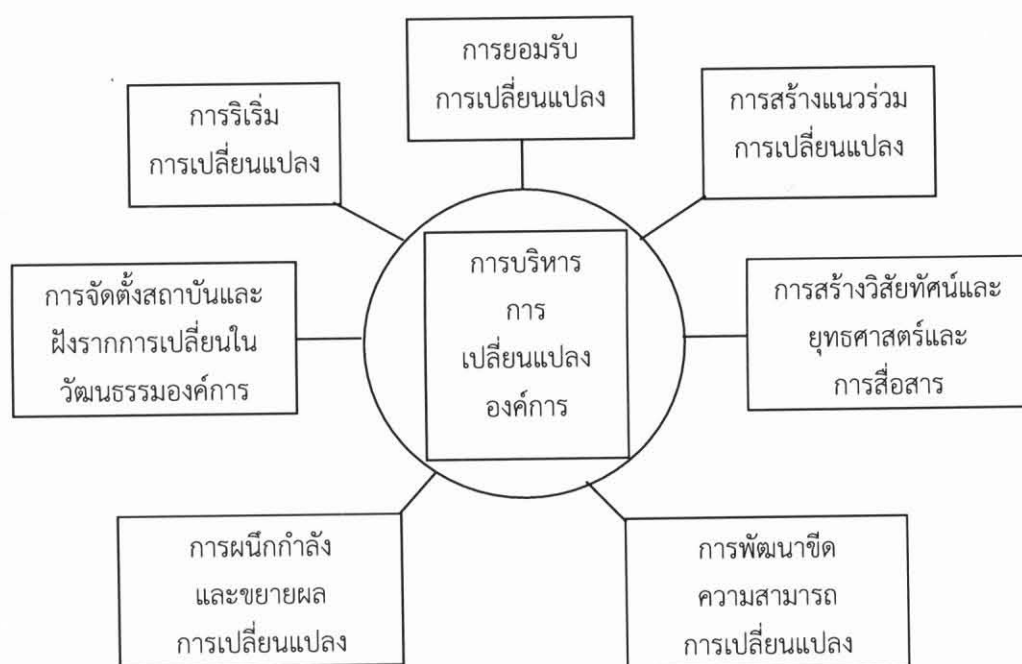 การยอมรับ
การเปลี่ยนแปลง
การริเริ่ม
การเปลี่ยนแปลง
การสร้างแนวร่วม
การเปลี่ยนแปลง
การบริหาร
การ
เปลี่ยนแปลง
องค์การ
การจัดตั้งสถาบันและ
ฝังรากการเปลี่ยนใน
วัฒนธรรมองค์การ
การสร้างวิสัยทัศน์และ
ยุทธศาสตร์และ
การสื่อสาร
การผนึกกำลัง
และขยายผล
การเปลี่ยนแปลง
การพัฒนาขีด
ความสามารถ
การเปลี่ยนแปลง